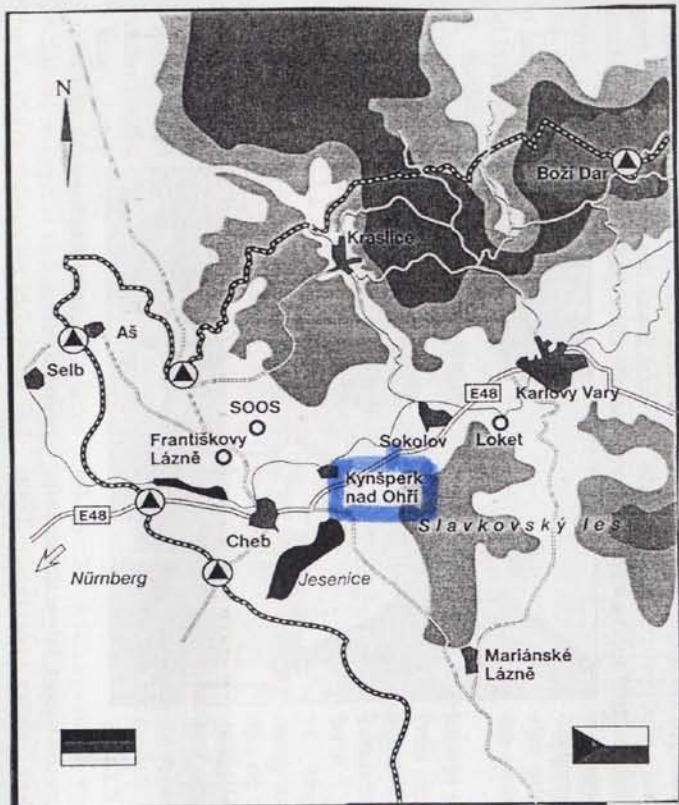 N
Boží Dar
Kraslice
Aš
Selb
E48
Karlovy Vary
SOOS
Františkovy
Lázně
Sokolov
Loket
Kynšperk
nad Ohří
E48
Cheb
Slavkovský les
Nürnberg
Jesenice
Mariánské
Lázně